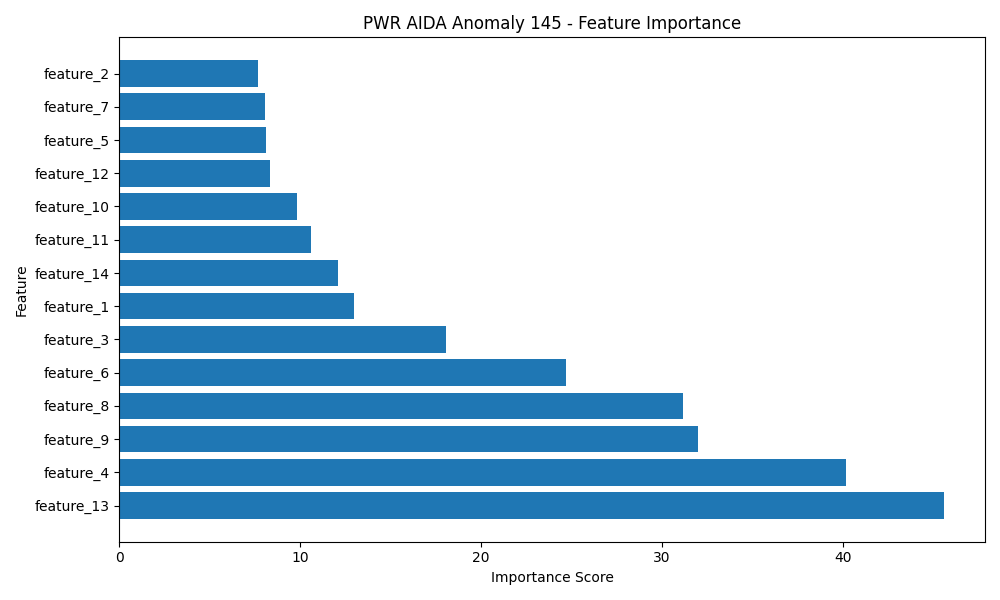 PWR AIDA Anomaly 145 - Feature Importance
feature_2
feature_7
feature_5
feature_12
feature_10
feature_11
feature_14
feature_1
feature_3
feature_6
feature_8
feature_9
feature_4
feature_13
Feature
0 10 20 30 40
Importance Score